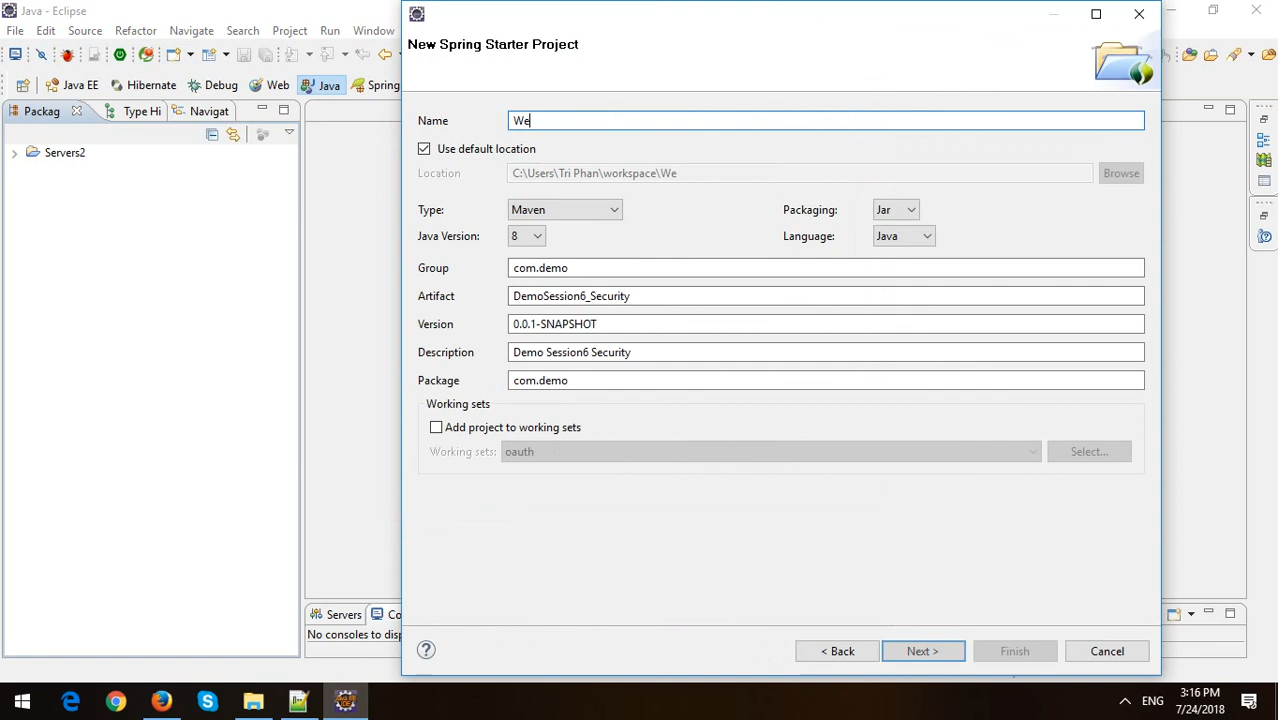 Java - Eclipse
File Edit Source Refactor Navigate Search Project Run Window
Java EE Hibernate Debug Web Java Spring
Packag Type Hi Navigat
Servers2
New Spring Starter Project
Name We
Use default location
Location C:\Users\Tri Phan\workspace\We Browse
Type: Maven Packaging: Jar
Java Version: 8 Language: Java
Group com.demo
Artifact DemoSession6_Security
Version 0.0.1-SNAPSHOT
Description Demo Session6 Security
Package com.demo
Working sets
Add project to working sets
Working sets: oauth Select...
Servers Co
No consoles to disp
? < Back Next > Finish Cancel
ENG 3:16 PM
7/24/2018